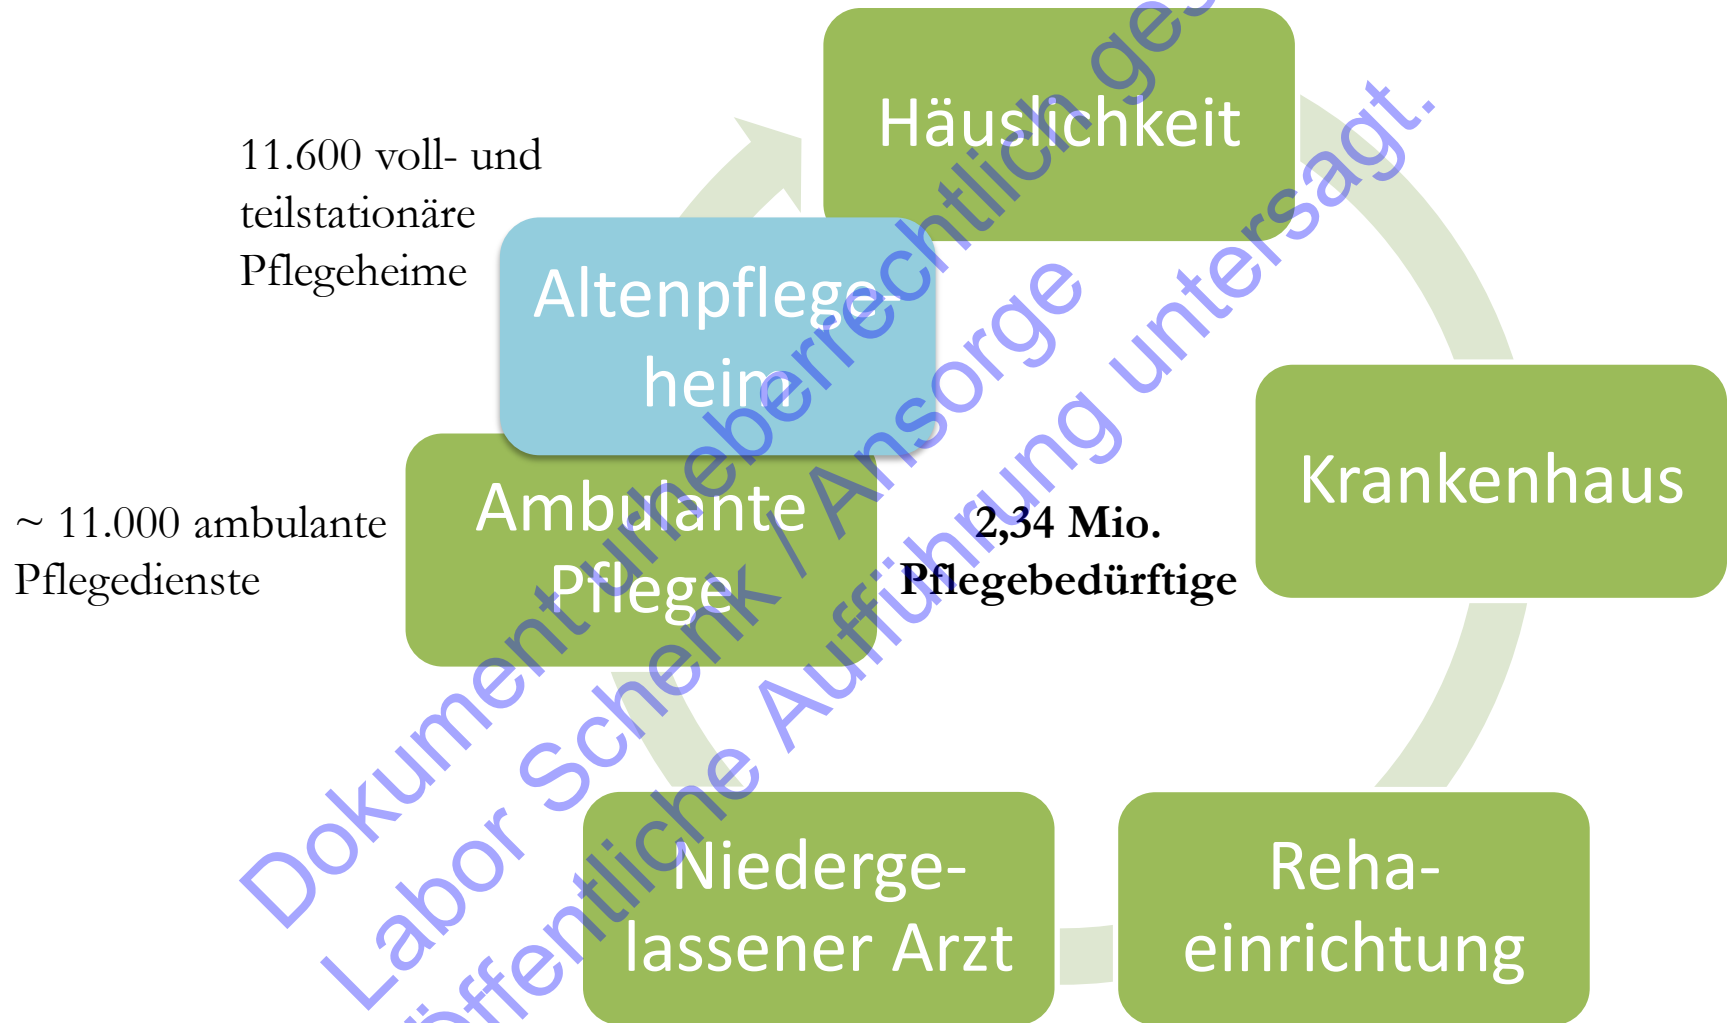 Häuslichkeit
11.600 voll- und
teilstationäre
Pflegeheime
Altenpflege-
heim
Krankenhaus
Ambulante
Pflege
~ 11.000 ambulante
Pflegedienste
2,34 Mio.
Pflegebedürftige
Niederge-
lassener Arzt
Reha-
einrichtung
Dokument urheberrechtlich
Labor Schenk / Ansorge
öffentliche Aufführung untersagt.